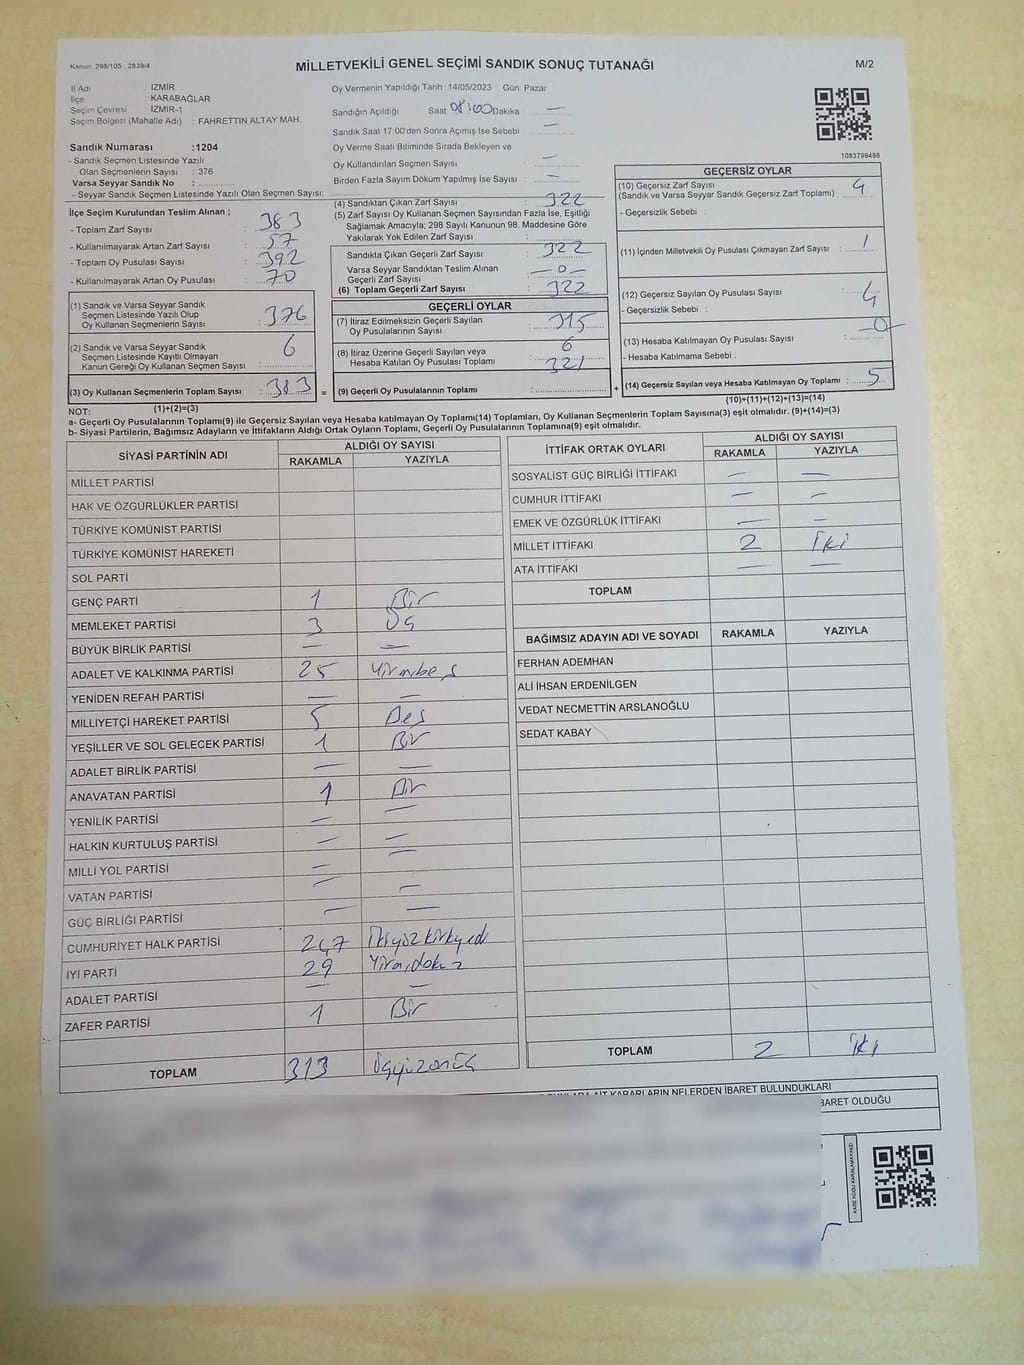 Kanun: 298/105 , 2839/4
MİLLETVEKİLİ GENEL SEÇİMİ SANDIK SONUÇ TUTANAĞI
M/2
İl Adı : İZMİR
İlçe : KARABAĞLAR
Seçim Çevresi : İZMİR-1
Seçim Bölgesi (Mahalle Adı) : FAHRETTİN ALTAY MAH.
Sandık Numarası :1204
- Sandık Seçmen Listesinde Yazılı
Olan Seçmenlerin Sayısı : 376
Varsa Seyyar Sandık No :
- Seyyar Sandık Seçmen Listesinde Yazılı Olan Seçmen Sayısı:
İlçe Seçim Kurulundan Teslim Alınan ;
- Toplam Zarf Sayısı : 383
- Kullanılmayarak Artan Zarf Sayısı : 57
- Toplam Oy Pusulası Sayısı : 392
- Kullanılmayarak Artan Oy Pusulası : 70
(1) Sandık ve Varsa Seyyar Sandık
Seçmen Listesinde Yazılı Olup
Oy Kullanan Seçmenlerin Sayısı : 376
(2) Sandık ve Varsa Seyyar Sandık
Seçmen Listesinde Kayıtlı Olmayan
Kanun Gereği Oy Kullanan Seçmen Sayısı : 6
(3) Oy Kullanan Seçmenlerin Toplam Sayısı : 383
(1)+(2)=(3)
Oy Vermenin Yapıldığı Tarih :14/05/2023 Gün: Pazar
Sandığın Açıldığı Saat 08:00 Dakika —
Sandık Saat 17:00'den Sonra Açımış İse Sebebi : —
Oy Verme Saati Bitiminde Sırada Bekleyen ve
Oy Kullandırılan Seçmen Sayısı : —
Birden Fazla Sayım Döküm Yapılmış İse Sayısı : —
(4) Sandıktan Çıkan Zarf Sayısı : 322
(5) Zarf Sayısı Oy Kullanan Seçmen Sayısından Fazla İse, Eşitliği
Sağlamak Amacıyla; 298 Sayılı Kanunun 98. Maddesine Göre
Yakılarak Yok Edilen Zarf Sayısı :
Sandıkta Çıkan Geçerli Zarf Sayısı : 322
Varsa Seyyar Sandıktan Teslim Alınan
Geçerli Zarf Sayısı : —0—
(6) Toplam Geçerli Zarf Sayısı : 322
GEÇERLİ OYLAR
(7) İtiraz Edilmeksizin Geçerli Sayılan
Oy Pusulalarının Sayısı : 315
(8) İtiraz Üzerine Geçerli Sayılan veya
Hesaba Katılan Oy Pusulası Toplamı : 6
321
= (9) Geçerli Oy Pusulalarının Toplamı :
+
1083799498
GEÇERSİZ OYLAR
(10) Geçersiz Zarf Sayısı
(Sandık ve Varsa Seyyar Sandık Geçersiz Zarf Toplamı) :
- Geçersizlik Sebebi :
(11) İçinden Milletvekili Oy Pusulası Çıkmayan Zarf Sayısı : 1
(12) Geçersiz Sayılan Oy Pusulası Sayısı : 4
- Geçersizlik Sebebi :
(13) Hesaba Katılmayan Oy Pusulası Sayısı : —0—
- Hesaba Katılmama Sebebi :
(14) Geçersiz Sayılan veya Hesaba Katılmayan Oy Toplamı : 5
(10)+(11)+(12)+(13)=(14)
NOT:
a- Geçerli Oy Pusulalarının Toplamı(9) ile Geçersiz Sayılan veya Hesaba katılmayan Oy Toplamı(14) Toplamları, Oy Kullanan Seçmenlerin Toplam Sayısına(3) eşit olmalıdır. (9)+(14)=(3)
b- Siyasi Partilerin, Bağımsız Adayların ve İttifakların Aldığı Ortak Oyların Toplamı, Geçerli Oy Pusulalarının Toplamına(9) eşit olmalıdır.
SİYASİ PARTİNİN ADI
ALDIĞI OY SAYISI
RAKAMLA YAZIYLA
MİLLET PARTİSİ
HAK VE ÖZGÜRLÜKLER PARTİSİ
TÜRKİYE KOMÜNİST PARTİSİ
TÜRKİYE KOMÜNİST HAREKETİ
SOL PARTİ
GENÇ PARTİ 1 Bir
MEMLEKET PARTİSİ 3 Üç
BÜYÜK BİRLİK PARTİSİ — —
ADALET VE KALKINMA PARTİSİ 25 Yirmibeş
YENİDEN REFAH PARTİSİ — —
MİLLİYETÇİ HAREKET PARTİSİ 5 Beş
YEŞİLLER VE SOL GELECEK PARTİSİ 1 Bir
ADALET BİRLİK PARTİSİ — —
ANAVATAN PARTİSİ 1 Bir
YENİLİK PARTİSİ — —
HALKIN KURTULUŞ PARTİSİ — —
MİLLİ YOL PARTİSİ — —
VATAN PARTİSİ — —
GÜÇ BİRLİĞİ PARTİSİ — —
CUMHURİYET HALK PARTİSİ 247 İkiyüzkırkyedi
İYİ PARTİ 29 Yirmidokuz
ADALET PARTİSİ — —
ZAFER PARTİSİ 1 Bir
TOPLAM 313 Üçyüzonüç
İTTİFAK ORTAK OYLARI
ALDIĞI OY SAYISI
RAKAMLA YAZIYLA
SOSYALİST GÜÇ BİRLİĞİ İTTİFAKI — —
CUMHUR İTTİFAKI — —
EMEK VE ÖZGÜRLÜK İTTİFAKI — —
MİLLET İTTİFAKI 2 İki
ATA İTTİFAKI — —
TOPLAM
BAĞIMSIZ ADAYIN ADI VE SOYADI RAKAMLA YAZIYLA
FERHAN ADEMHAN
ALİ İHSAN ERDENİLGEN
VEDAT NECMETTİN ARSLANOĞLU
SEDAT KABAY
TOPLAM 2 İKİ
KARARLARIN NELERDEN İBARET BULUNDUKLARI
İBARET OLDUĞU
KARE KODU KARALAMAYINIZ!